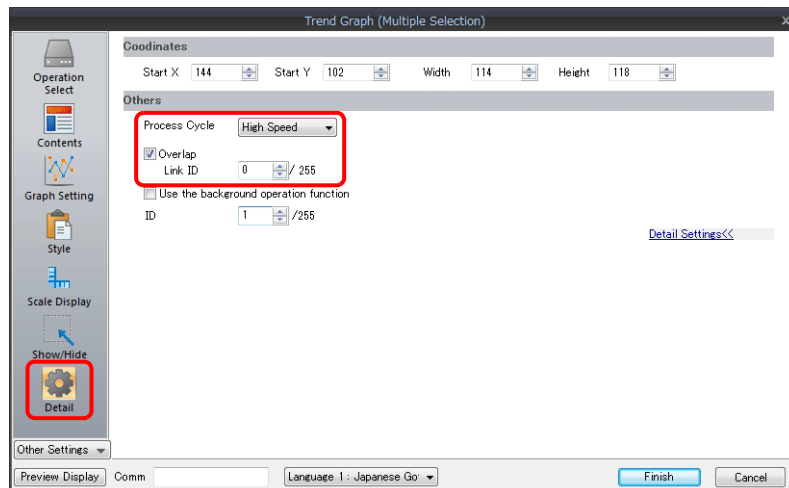 Trend Graph (Multiple Selection)
x
Operation
Select
Contents
Graph Setting
Style
Scale Display
Show/Hide
Detail
Other Settings
Coodinates
Start X 144 Start Y 102 Width 114 Height 118
Others
Process Cycle High Speed
Overlap
Link ID 0 / 255
Use the background operation function
ID 1 /255
Detail Settings<<
Preview Display Comm Language 1 : Japanese Go Finish Cancel